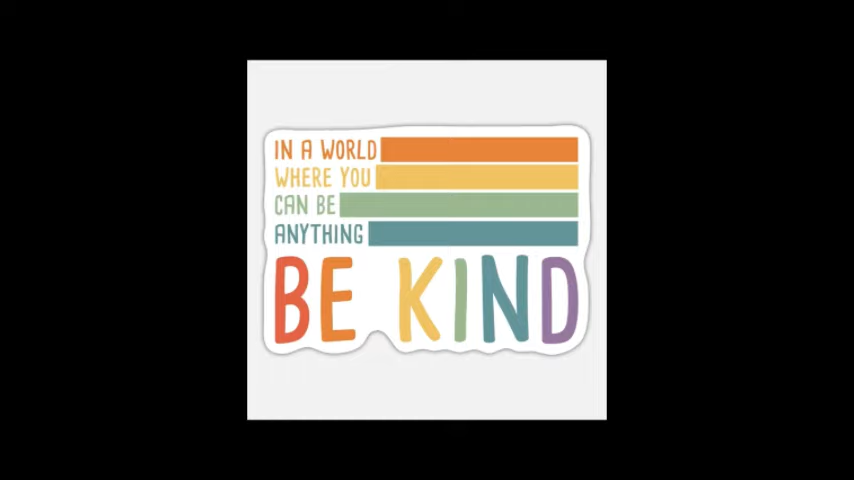 IN A WORLD
WHERE YOU
CAN BE
ANYTHING
BE KIND